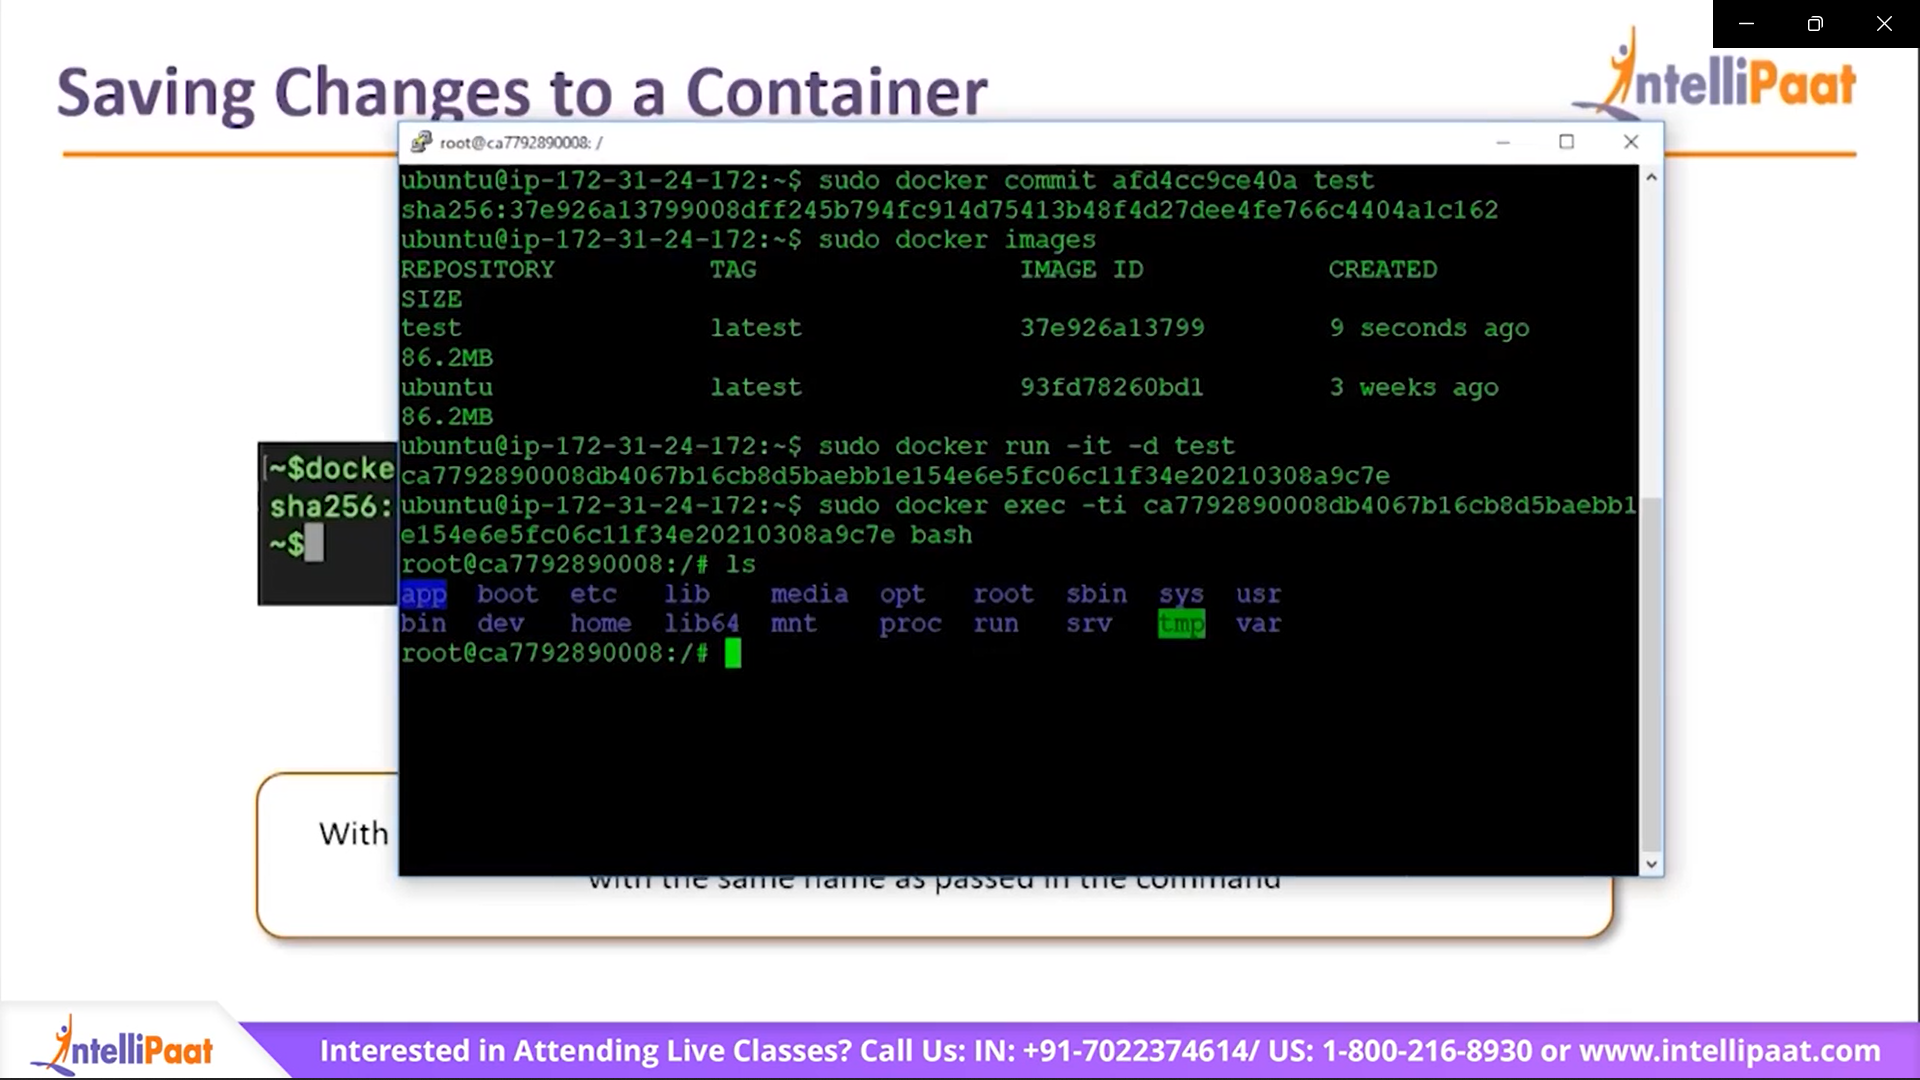 Saving Changes to a Container
IntelliPaat
root@ca7792890008: /
ubuntu@ip-172-31-24-172:~$ sudo docker commit afd4cc9ce40a test
sha256:37e926a13799008dff245b794fc914d75413b48f4d27dee4fe766c4404a1c162
ubuntu@ip-172-31-24-172:~$ sudo docker images
REPOSITORY TAG IMAGE ID CREATED
SIZE
test latest 37e926a13799 9 seconds ago
86.2MB
ubuntu latest 93fd78260bd1 3 weeks ago
86.2MB
ubuntu@ip-172-31-24-172:~$ sudo docker run -it -d test
ca7792890008db4067b16cb8d5baebb1e154e6e5fc06c11f34e20210308a9c7e
ubuntu@ip-172-31-24-172:~$ sudo docker exec -ti ca7792890008db4067b16cb8d5baebb1
e154e6e5fc06c11f34e20210308a9c7e bash
root@ca7792890008:/# ls
app boot etc lib media opt root sbin sys usr
bin dev home lib64 mnt proc run srv tmp var
root@ca7792890008:/#
~$docke
sha256:
~$
With
with the same name as passed in the command
IntelliPaat
Interested in Attending Live Classes? Call Us: IN: +91-7022374614/ US: 1-800-216-8930 or www.intellipaat.com